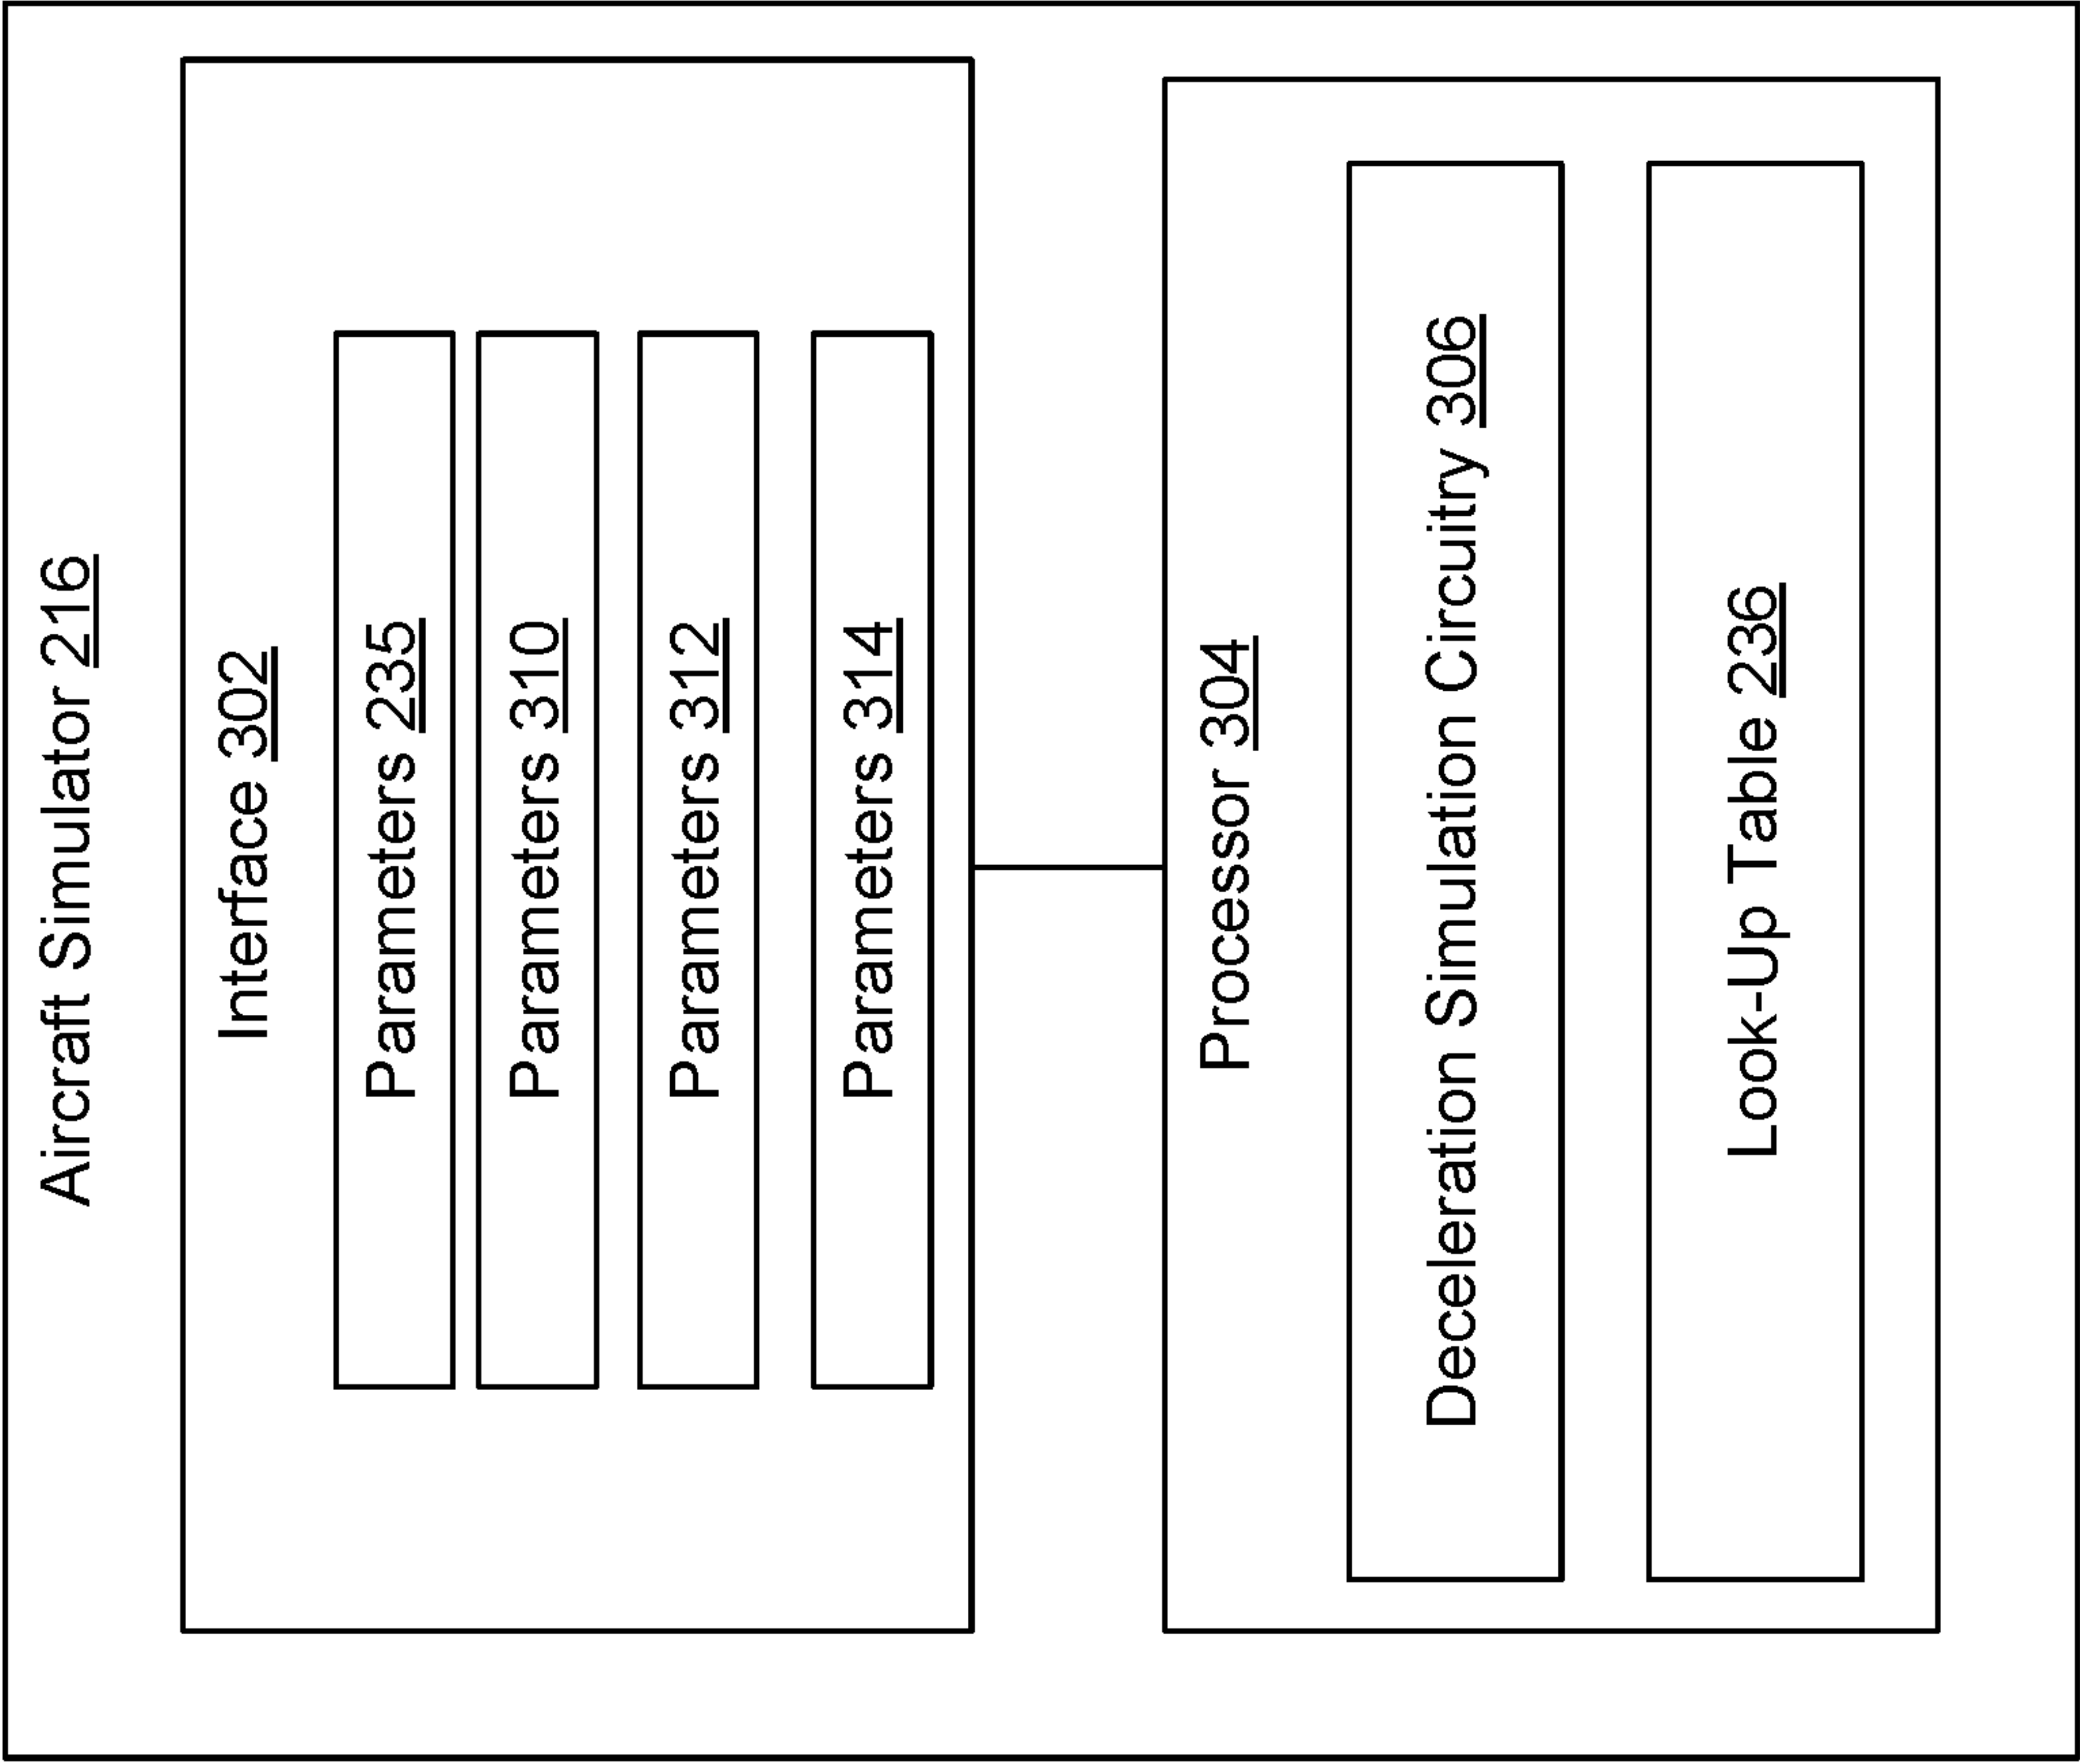 Aircraft Simulator 216
Interface 302
Parameters 235
Parameters 310
Parameters 312
Parameters 314
Processor 304
Deceleration Simulation Circuitry 306
Look-Up Table 236